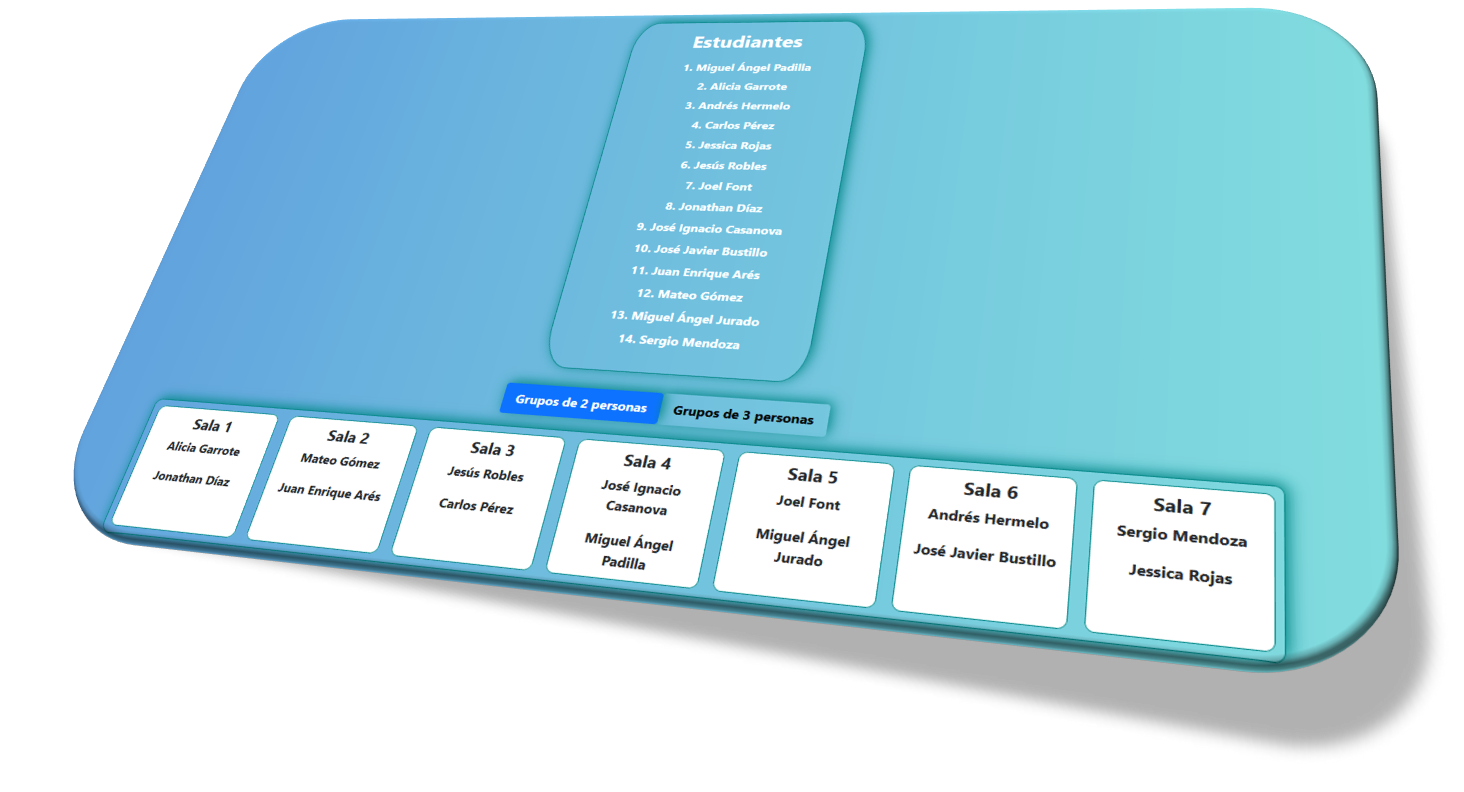 Estudiantes
1. Miguel Ángel Padilla
2. Alicia Garrote
3. Andrés Hermelo
4. Carlos Pérez
5. Jessica Rojas
6. Jesús Robles
7. Joel Font
8. Jonathan Díaz
9. José Ignacio Casanova
10. José Javier Bustillo
11. Juan Enrique Arés
12. Mateo Gómez
13. Miguel Ángel Jurado
14. Sergio Mendoza
Grupos de 2 personas
Grupos de 3 personas
Sala 1
Alicia Garrote
Jonathan Díaz
Sala 2
Mateo Gómez
Juan Enrique Arés
Sala 3
Jesús Robles
Carlos Pérez
Sala 4
José Ignacio
Casanova
Miguel Ángel
Padilla
Sala 5
Joel Font
Miguel Ángel
Jurado
Sala 6
Andrés Hermelo
José Javier Bustillo
Sala 7
Sergio Mendoza
Jessica Rojas